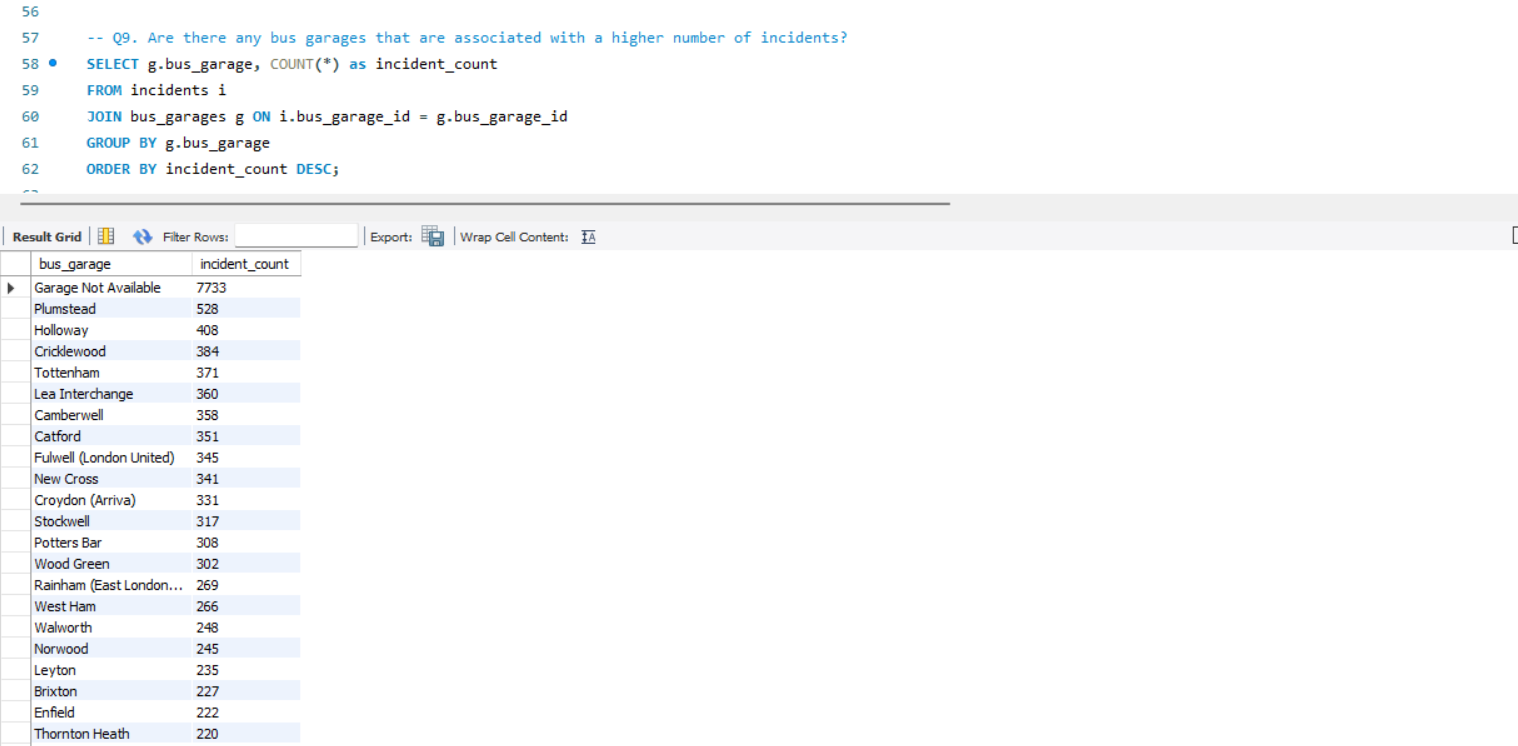 56
57 -- Q9. Are there any bus garages that are associated with a higher number of incidents?
58 SELECT g.bus_garage, COUNT(*) as incident_count
59 FROM incidents i
60 JOIN bus_garages g ON i.bus_garage_id = g.bus_garage_id
61 GROUP BY g.bus_garage
62 ORDER BY incident_count DESC;
Result Grid Filter Rows: Export: Wrap Cell Content: IA
bus_garage incident_count
Garage Not Available 7733
Plumstead 528
Holloway 408
Cricklewood 384
Tottenham 371
Lea Interchange 360
Camberwell 358
Catford 351
Fulwell (London United) 345
New Cross 341
Croydon (Arriva) 331
Stockwell 317
Potters Bar 308
Wood Green 302
Rainham (East London... 269
West Ham 266
Walworth 248
Norwood 245
Leyton 235
Brixton 227
Enfield 222
Thornton Heath 220